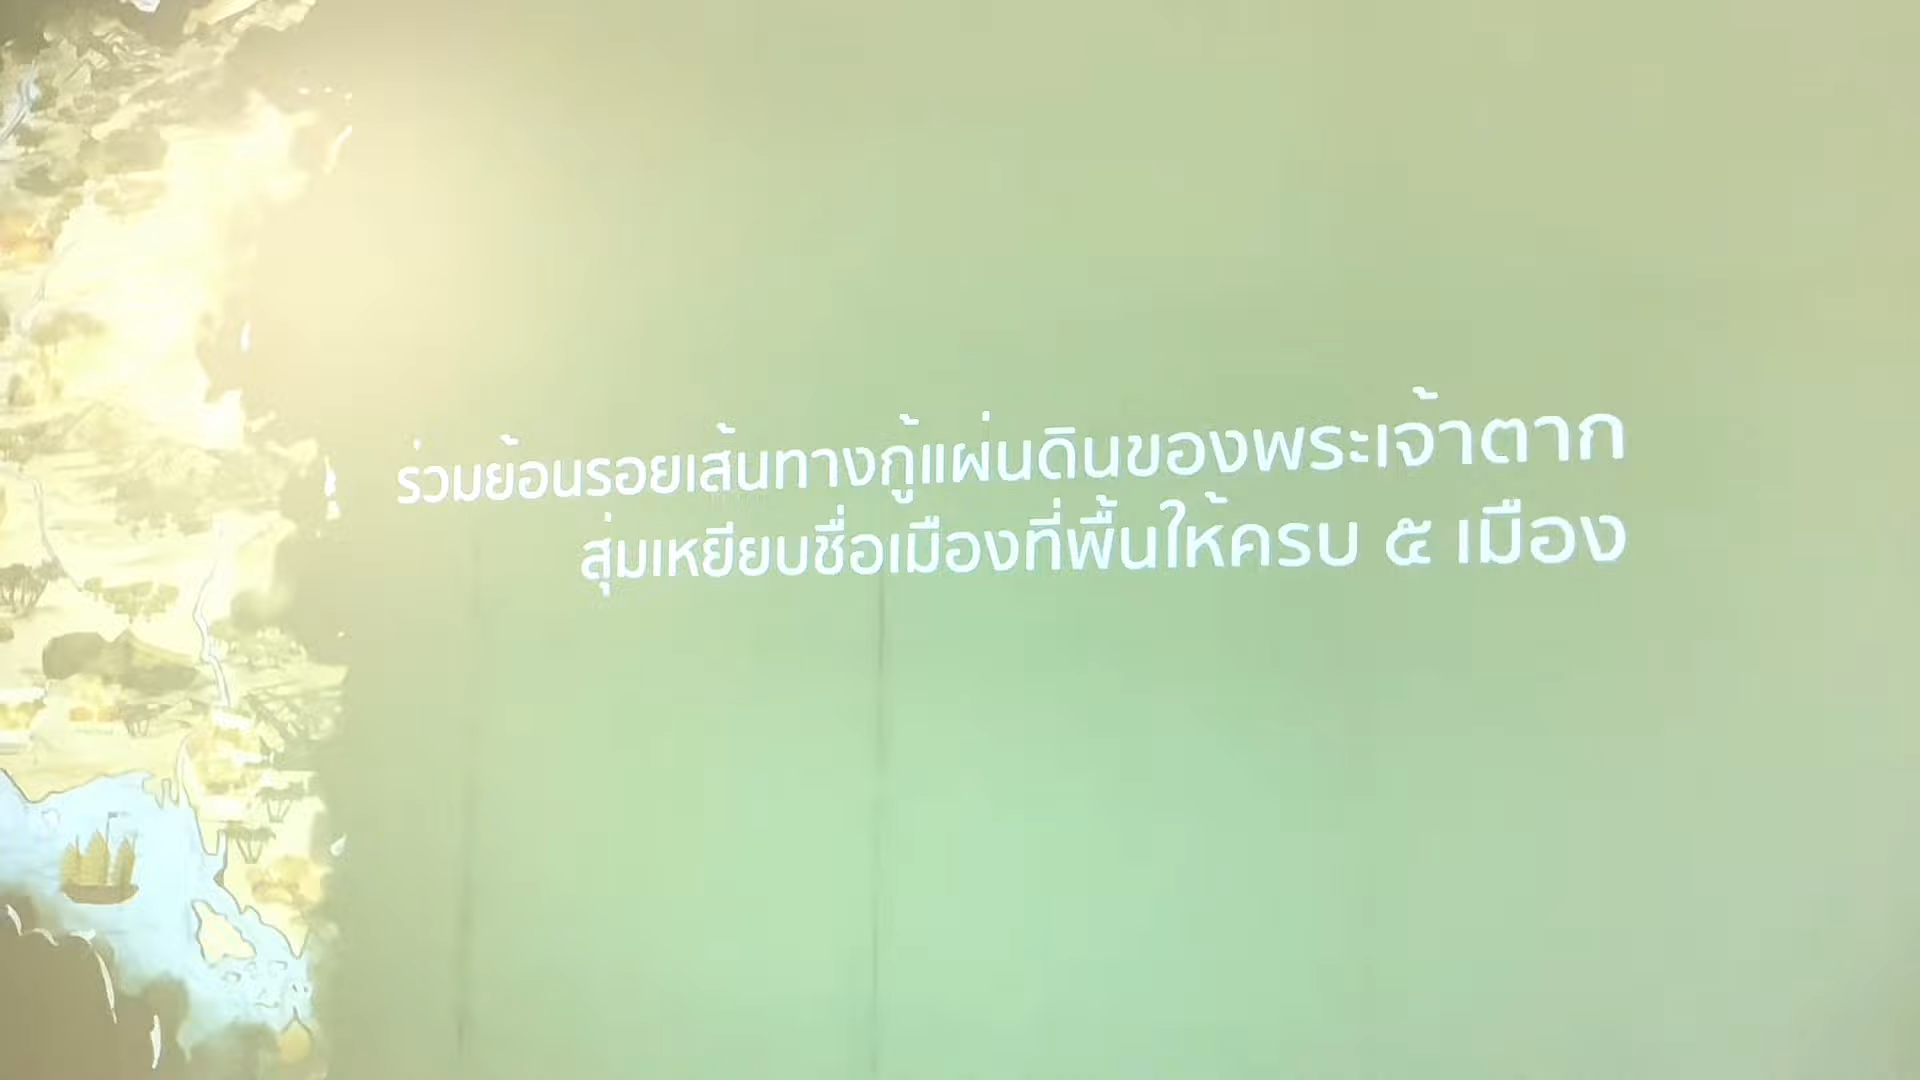 ร่วมย้อนรอยเส้นทางกู้แผ่นดินของพระเจ้าตาก
สุ่มเหยียบชื่อเมืองที่พื้นให้ครบ ๕ เมือง